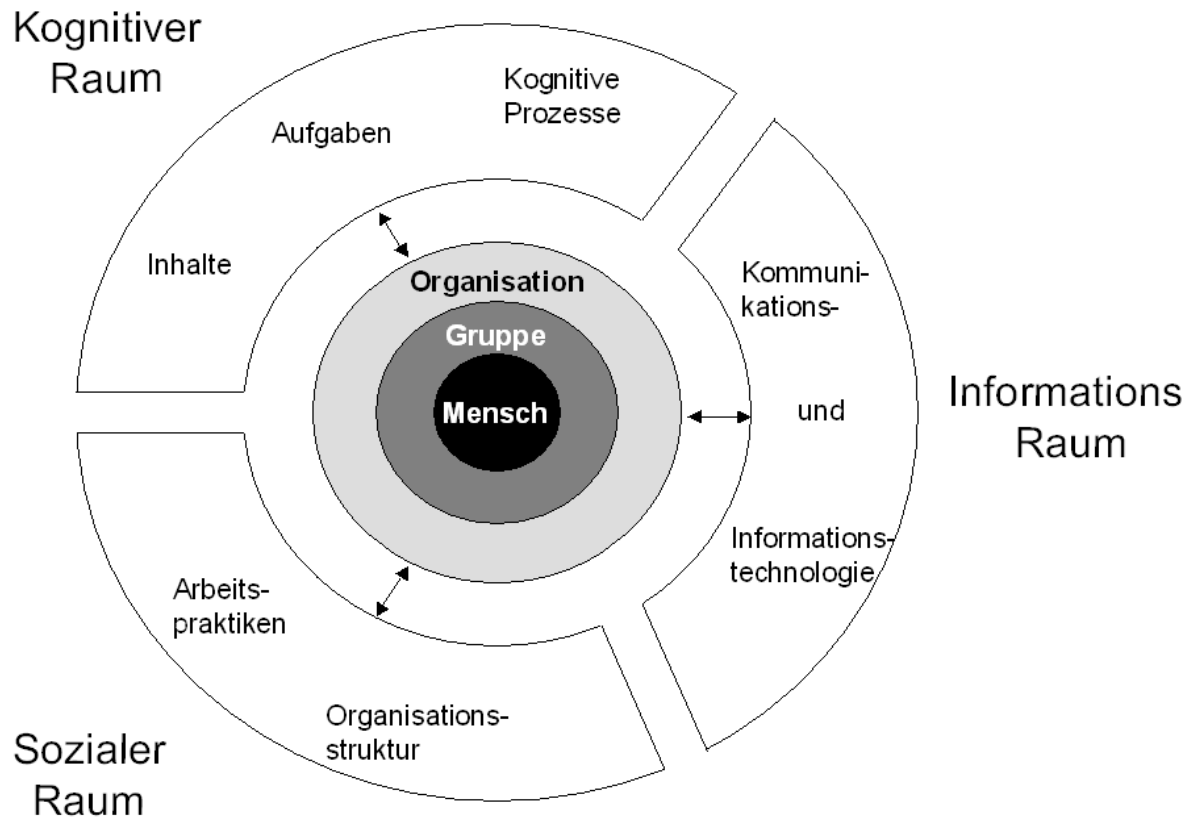 Kognitiver
Raum
Kognitive
Prozesse
Aufgaben
Inhalte
Organisation
Gruppe
Mensch
Kommuni-
kations-
und
Informations-
technologie
Informations
Raum
Arbeits-
praktiken
Organisations-
struktur
Sozialer
Raum